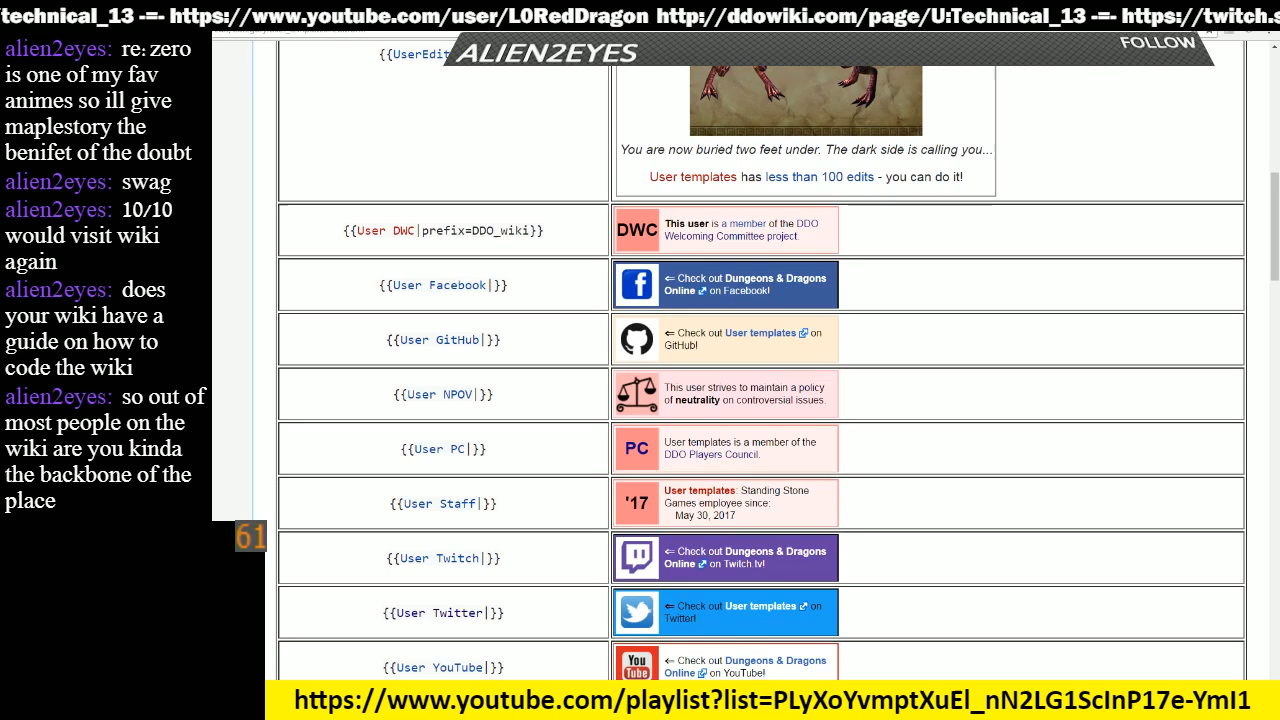 /technical_13 -=- https://www.youtube.com/user/L0RedDragon http://ddowiki.com/page/U:Technical_13 -=- https://twitch.s
ALIEN2EYES
FOLLOW
alien2eyes: re:zero
is one of my fav
animes so ill give
maplestory the
benifet of the doubt
alien2eyes: swag
alien2eyes: 10/10
would visit wiki
again
alien2eyes: does
your wiki have a
guide on how to
code the wiki
alien2eyes: so out of
most people on the
wiki are you kinda
the backbone of the
place
61
{{UserEdit
You are now buried two feet under. The dark side is calling you...
User templates has less than 100 edits - you can do it!
{{User DWC|prefix=DDO_wiki}}
DWC
This user is a member of the DDO
Welcoming Committee project.
{{User Facebook|}}
⇐ Check out Dungeons & Dragons
Online on Facebook!
{{User GitHub|}}
⇐ Check out User templates on
GitHub!
{{User NPOV|}}
This user strives to maintain a policy
of neutrality on controversial issues.
{{User PC|}}
PC
User templates is a member of the
DDO Players Council.
{{User Staff|}}
'17
User templates: Standing Stone
Games employee since:
May 30, 2017
{{User Twitch|}}
⇐ Check out Dungeons & Dragons
Online on Twitch.tv!
{{User Twitter|}}
⇐ Check out User templates on
Twitter!
{{User YouTube|}}
You
Tube
⇐ Check out Dungeons & Dragons
Online on YouTube!
https://www.youtube.com/playlist?list=PLyXoYvmptXuEl_nN2LG1ScInP17e-YmI1